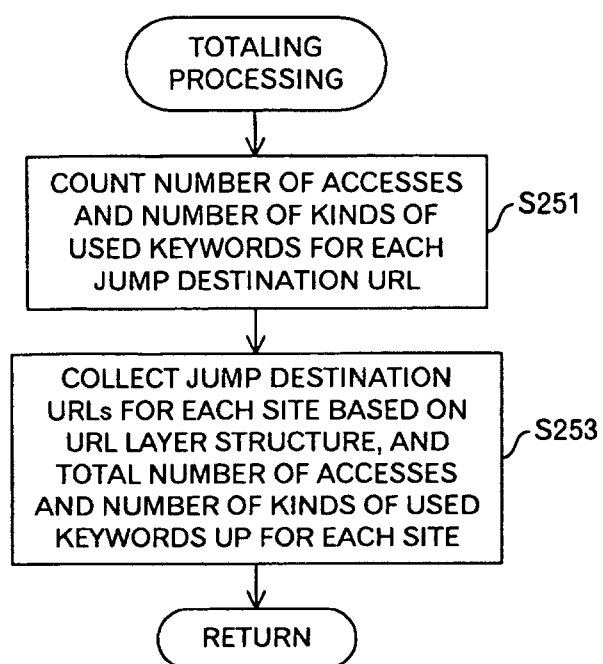 TOTALING
PROCESSING
COUNT NUMBER OF ACCESSES
AND NUMBER OF KINDS OF
USED KEYWORDS FOR EACH
JUMP DESTINATION URL
S251
COLLECT JUMP DESTINATION
URLs FOR EACH SITE BASED ON
URL LAYER STRUCTURE, AND
TOTAL NUMBER OF ACCESSES
AND NUMBER OF KINDS OF USED
KEYWORDS UP FOR EACH SITE
S253
RETURN